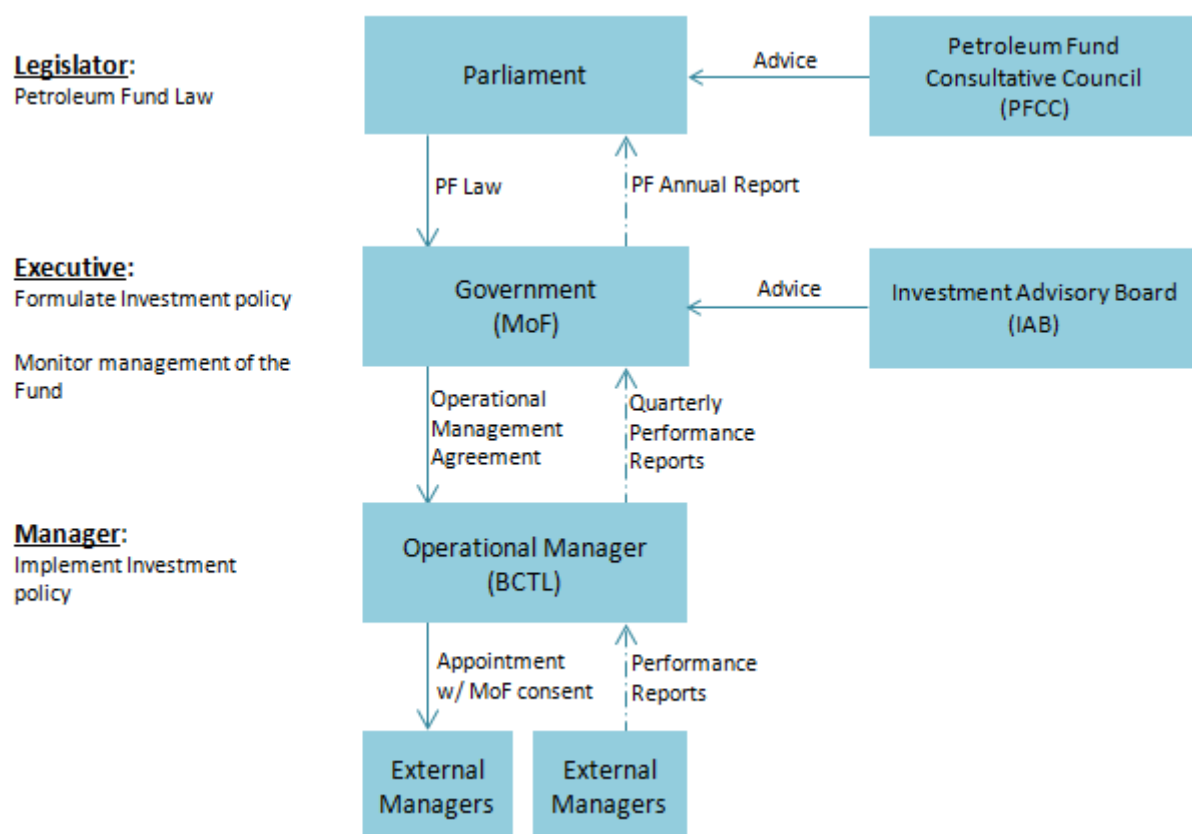 Legislator:
Petroleum Fund Law
Parliament
Advice
Petroleum Fund
Consultative Council
(PFCC)
PF Law
PF Annual Report
Executive:
Formulate Investment policy
Monitor management of the
Fund
Government
(MoF)
Advice
Investment Advisory Board
(IAB)
Operational
Management
Agreement
Quarterly
Performance
Reports
Manager:
Implement Investment
policy
Operational Manager
(BCTL)
Appointment
w/ MoF consent
Performance
Reports
External
Managers
External
Managers